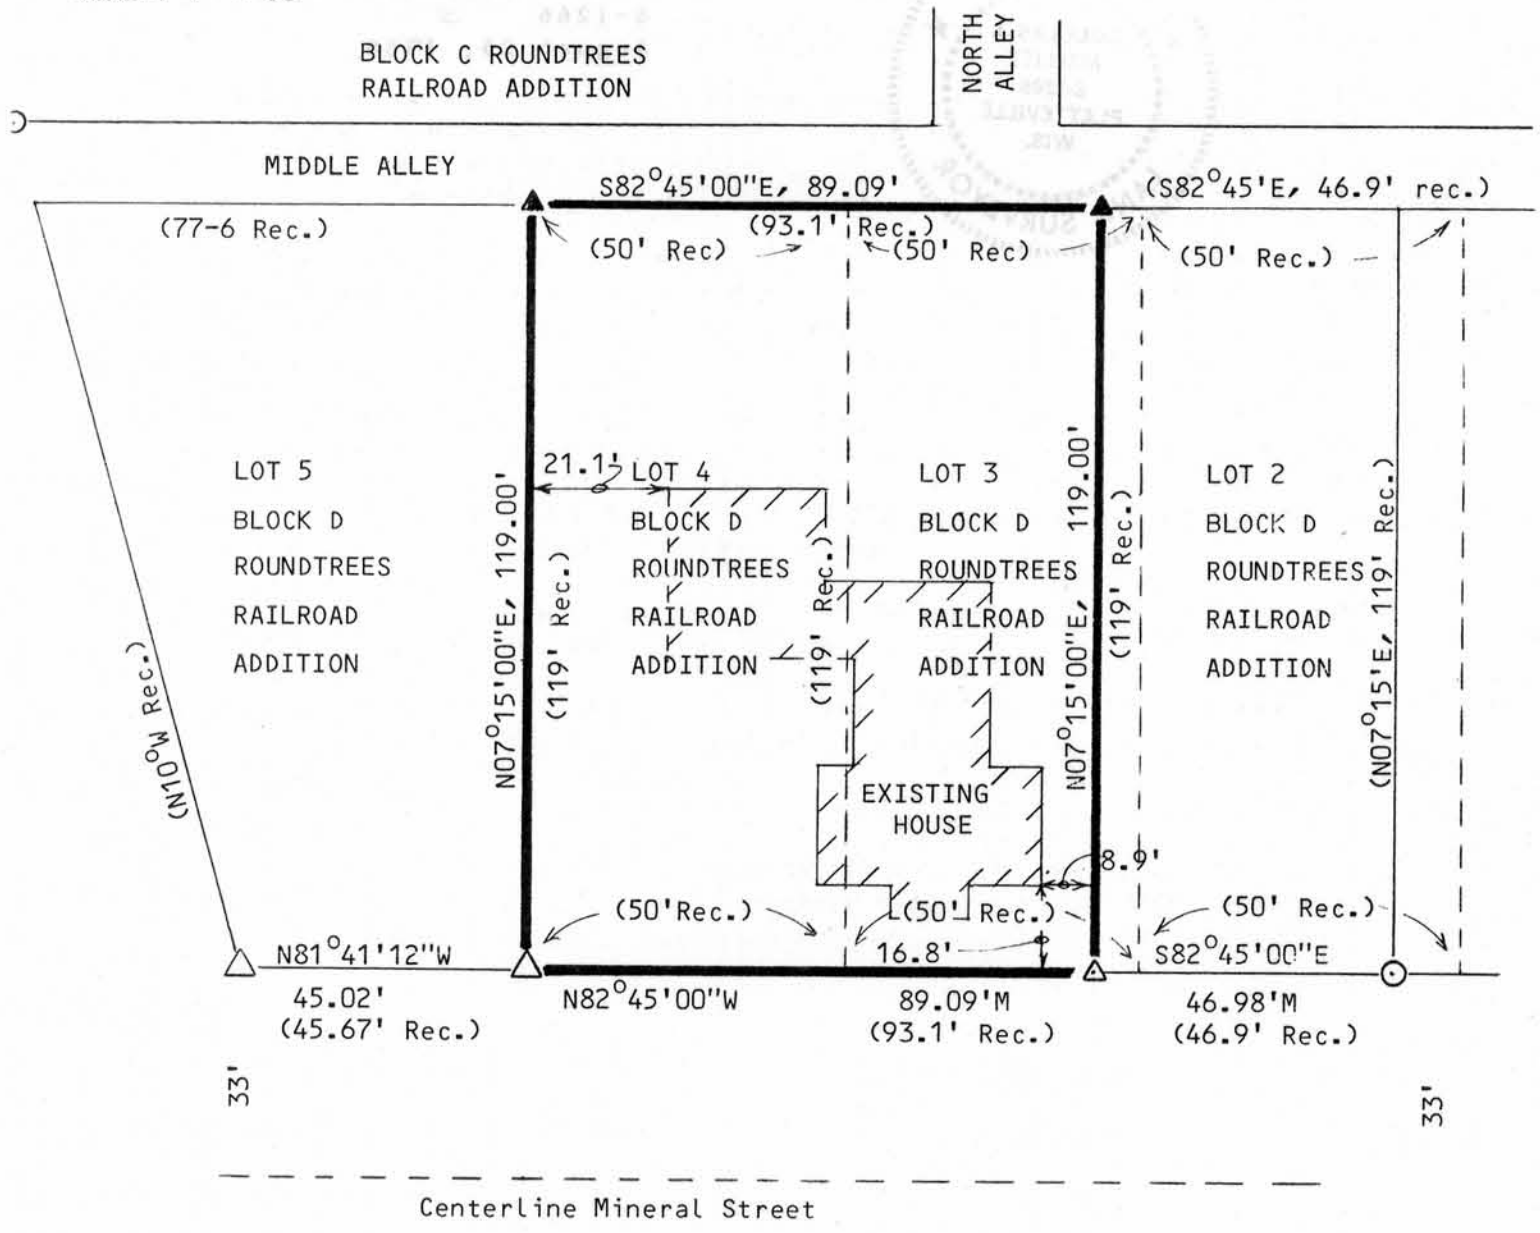 BLOCK C ROUNDTREES
RAILROAD ADDITION
NORTH
ALLEY
MIDDLE ALLEY
S82°45'00"E, 89.09'
(S82°45'E, 46.9' rec.)
(77-6 Rec.)
(93.1' Rec.)
(50' Rec)
(50' Rec)
(50' Rec.)
LOT 5
BLOCK D
ROUNDTREES
RAILROAD
ADDITION
(N10°W Rec.)
N07°15'00"E, 119.00'
(119' Rec.)
21.1'
LOT 4
BLOCK D
ROUNDTREES
RAILROAD
ADDITION
(119' Rec.)
LOT 3
BLOCK D
ROUNDTREES
RAILROAD
ADDITION
N07°15'00"E, 119.00'
(119' Rec.)
LOT 2
BLOCK D
ROUNDTREES
RAILROAD
ADDITION
(N07°15'E, 119' Rec.)
EXISTING
HOUSE
8.9'
(50'Rec.)
(50' Rec.)
(50' Rec.)
16.8'
N81°41'12"W
S82°45'00"E
45.02'
(45.67' Rec.)
N82°45'00"W
89.09'M
(93.1' Rec.)
46.98'M
(46.9' Rec.)
33'
33'
Centerline Mineral Street